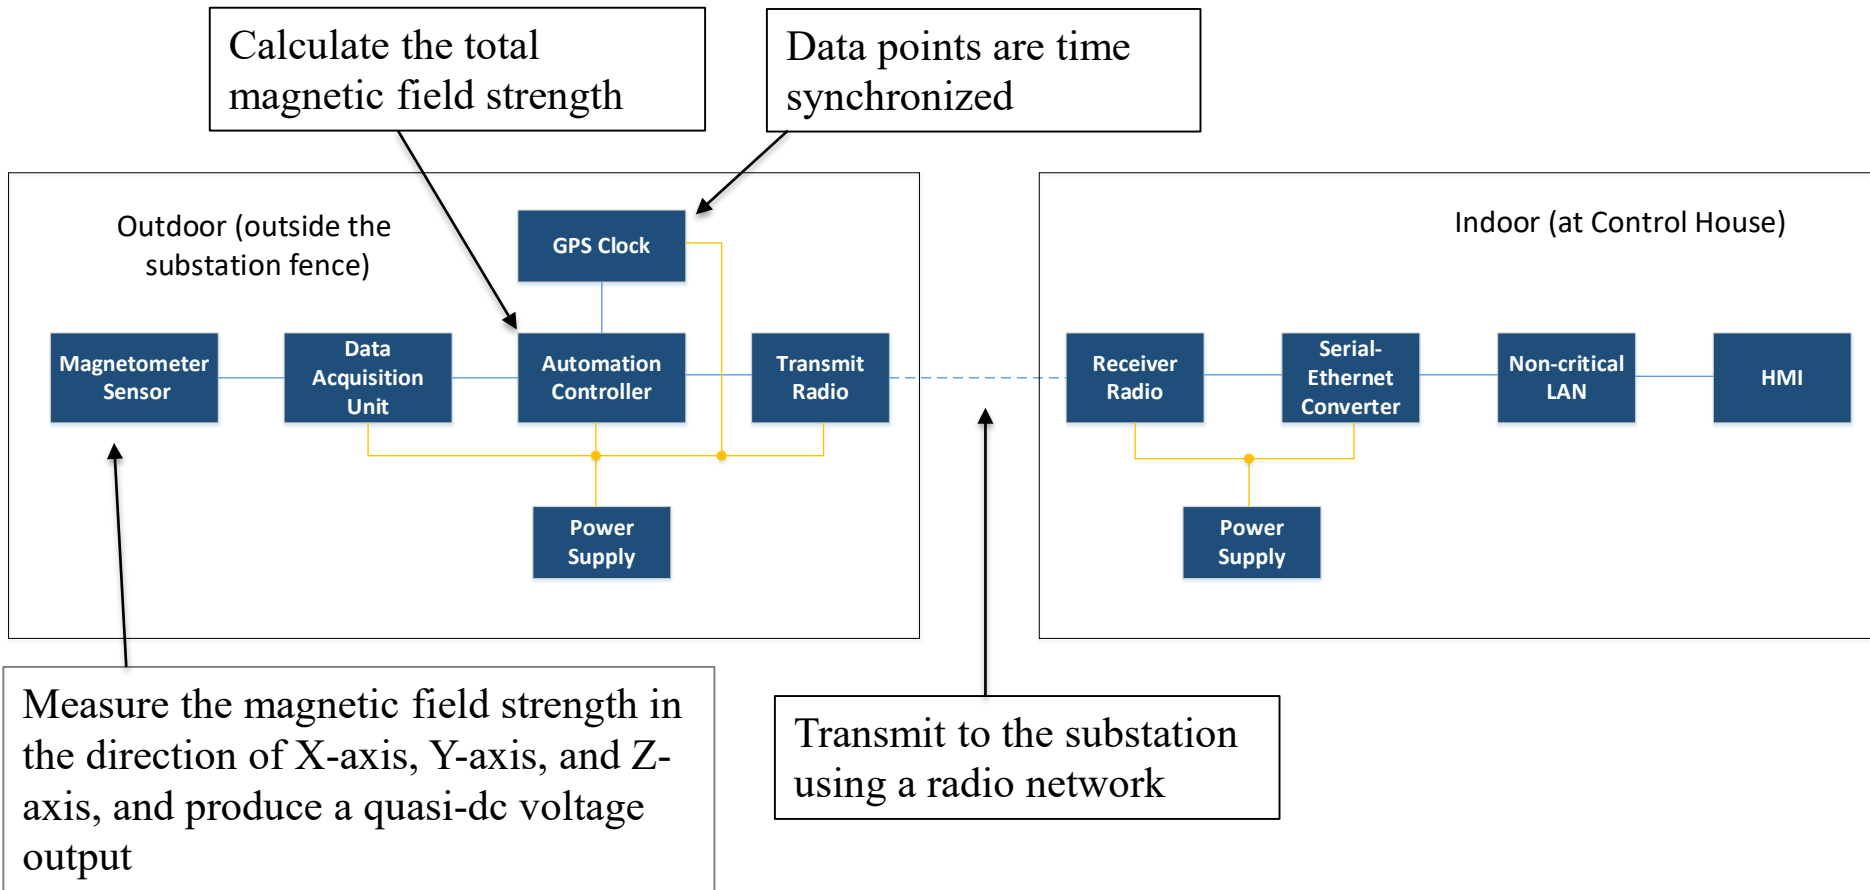 Calculate the total
magnetic field strength
Data points are time
synchronized
Outdoor (outside the
substation fence)
Indoor (at Control House)
GPS Clock
Magnetometer
Sensor
Data
Acquisition
Unit
Automation
Controller
Transmit
Radio
Receiver
Radio
Serial-
Ethernet
Converter
Non-critical
LAN
HMI
Power
Supply
Power
Supply
Measure the magnetic field strength in
the direction of X-axis, Y-axis, and Z-
axis, and produce a quasi-dc voltage
output
Transmit to the substation
using a radio network